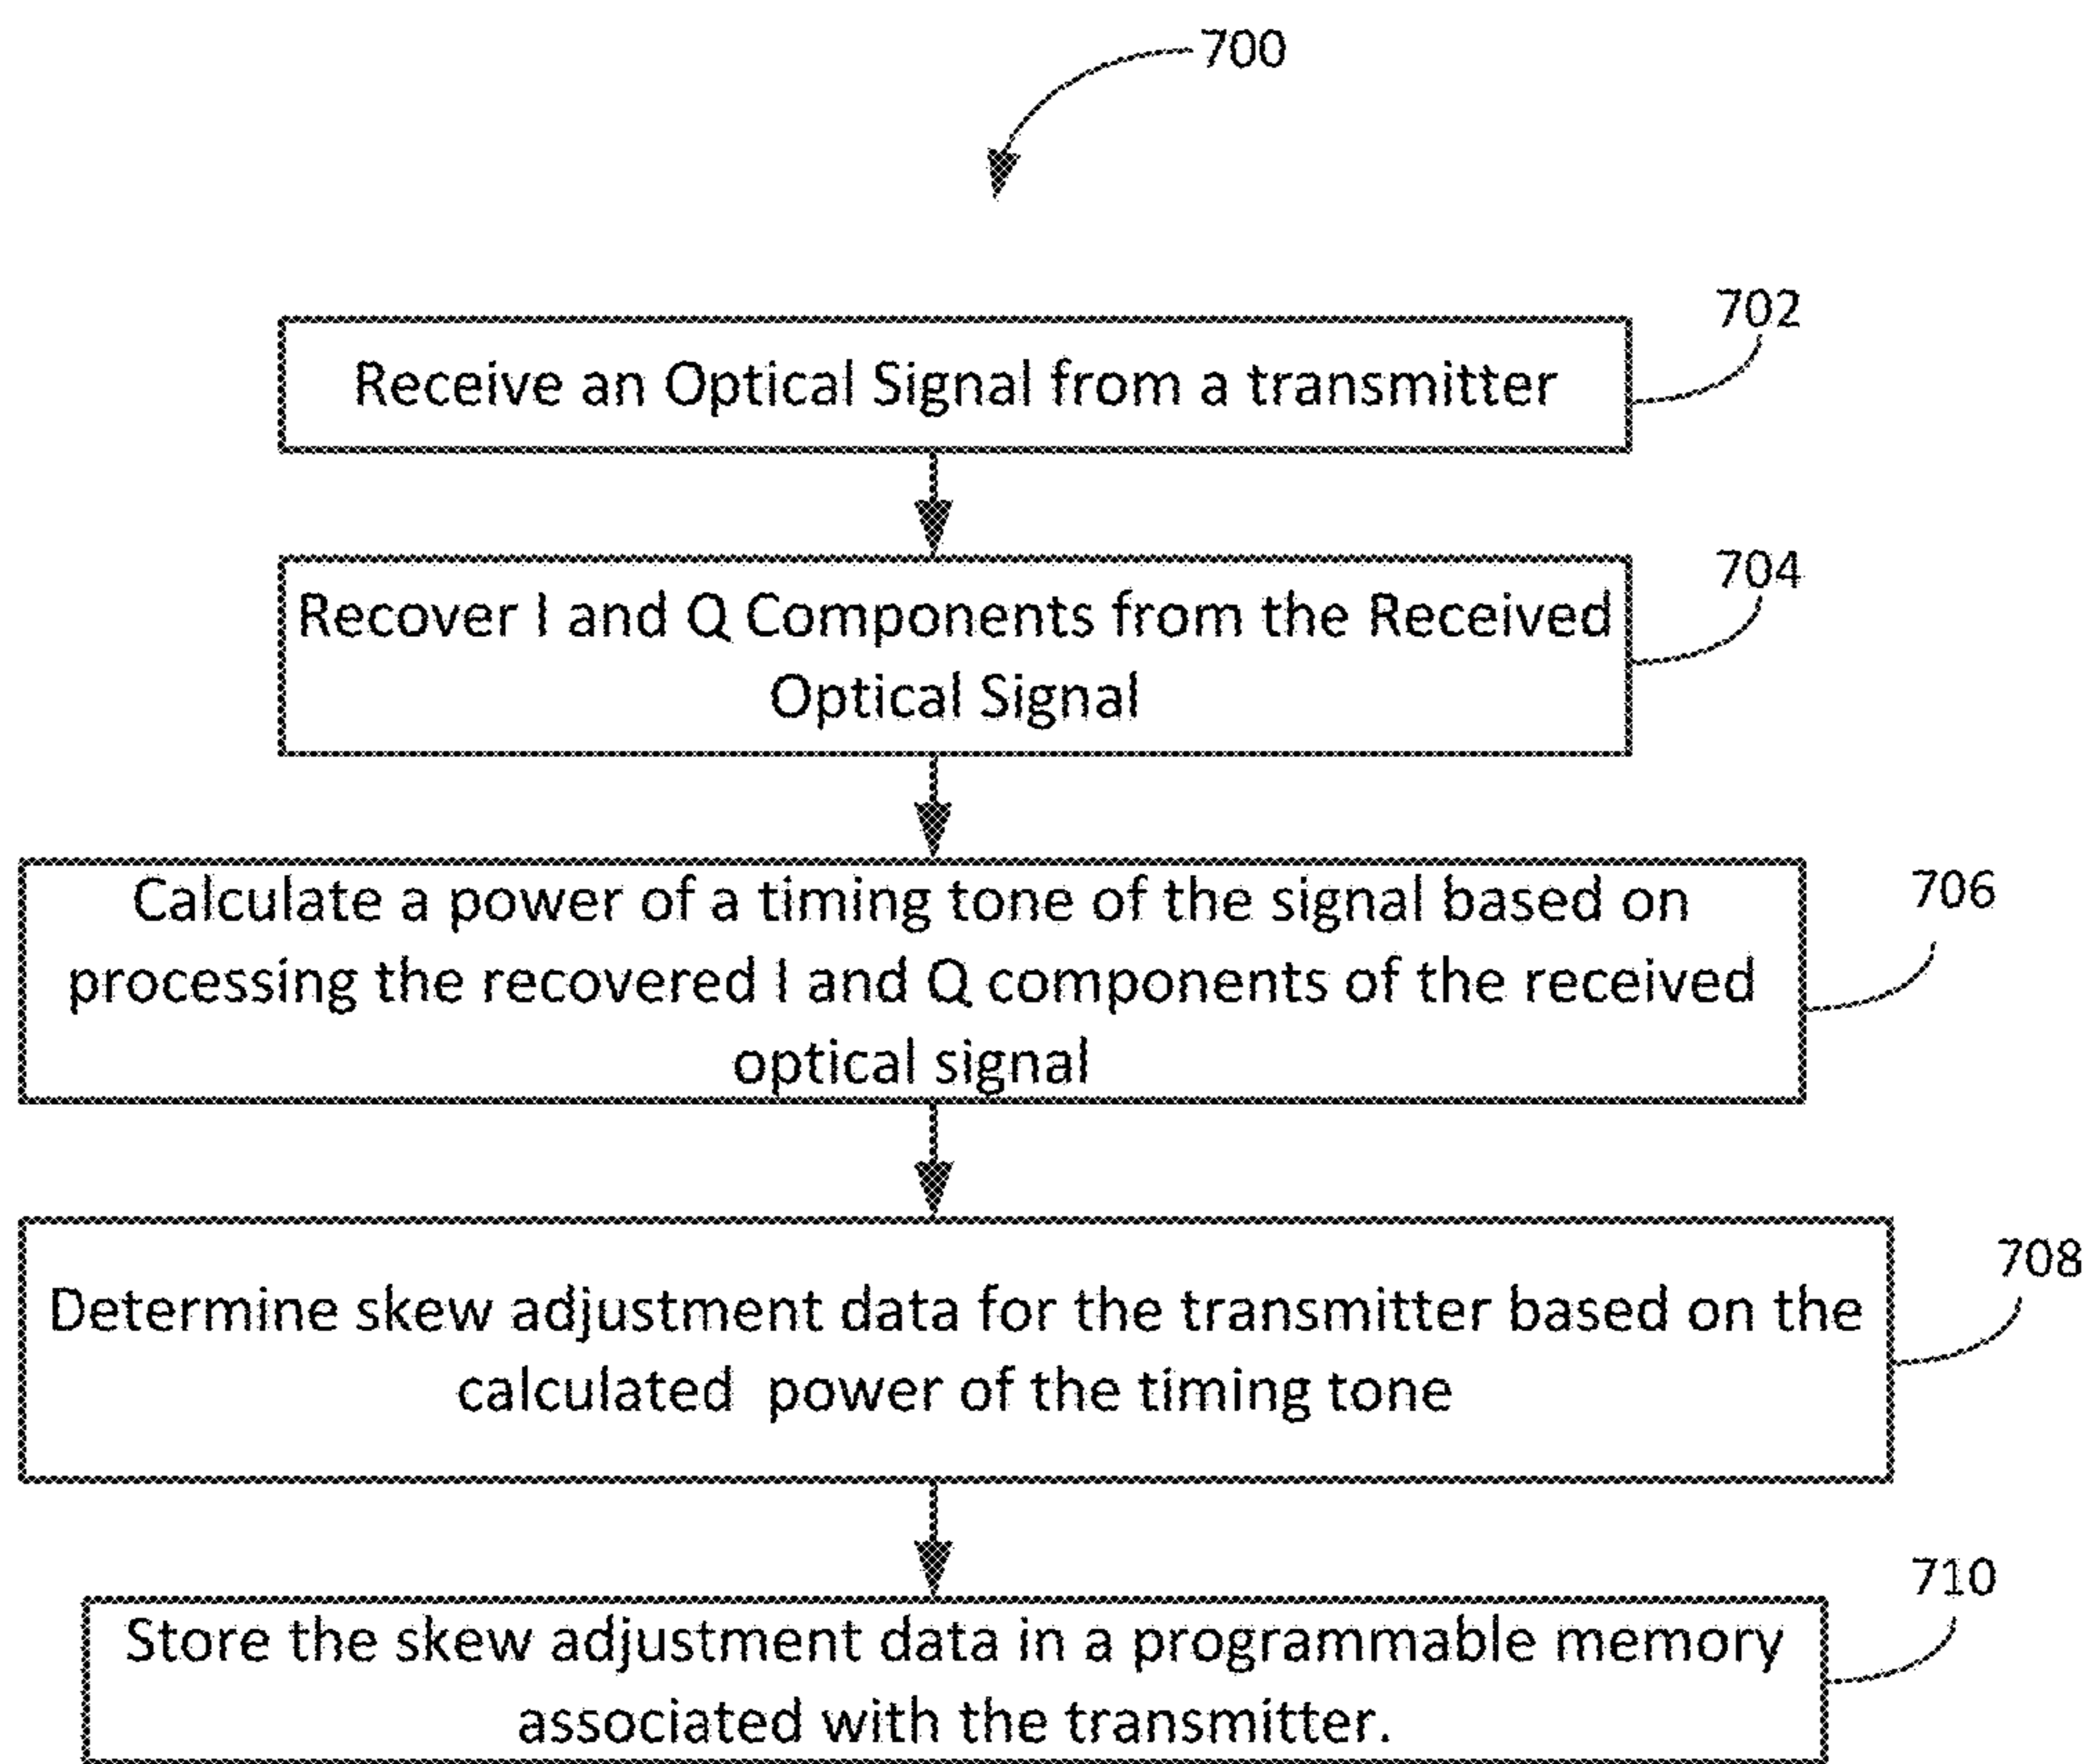 700
702
Receive an Optical Signal from a transmitter
704
Recover I and Q Components from the Received
Optical Signal
706
Calculate a power of a timing tone of the signal based on
processing the recovered I and Q components of the received
optical signal
708
Determine skew adjustment data for the transmitter based on the
calculated power of the timing tone
710
Store the skew adjustment data in a programmable memory
associated with the transmitter.